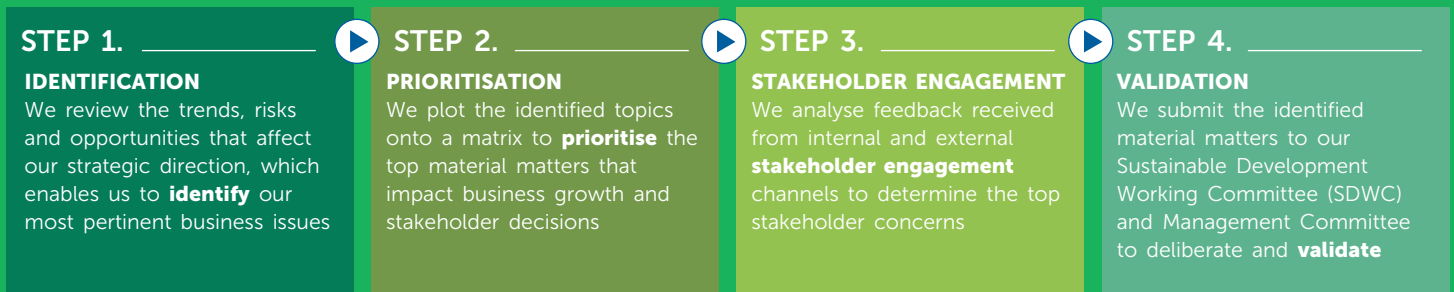 STEP 1.
IDENTIFICATION
We review the trends, risks
and opportunities that affect
our strategic direction, which
enables us to identify our
most pertinent business issues
STEP 2.
PRIORITISATION
We plot the identified topics
onto a matrix to prioritise the
top material matters that
impact business growth and
stakeholder decisions
STEP 3.
STAKEHOLDER ENGAGEMENT
We analyse feedback received
from internal and external
stakeholder engagement
channels to determine the top
stakeholder concerns
STEP 4.
VALIDATION
We submit the identified
material matters to our
Sustainable Development
Working Committee (SDWC)
and Management Committee
to deliberate and validate